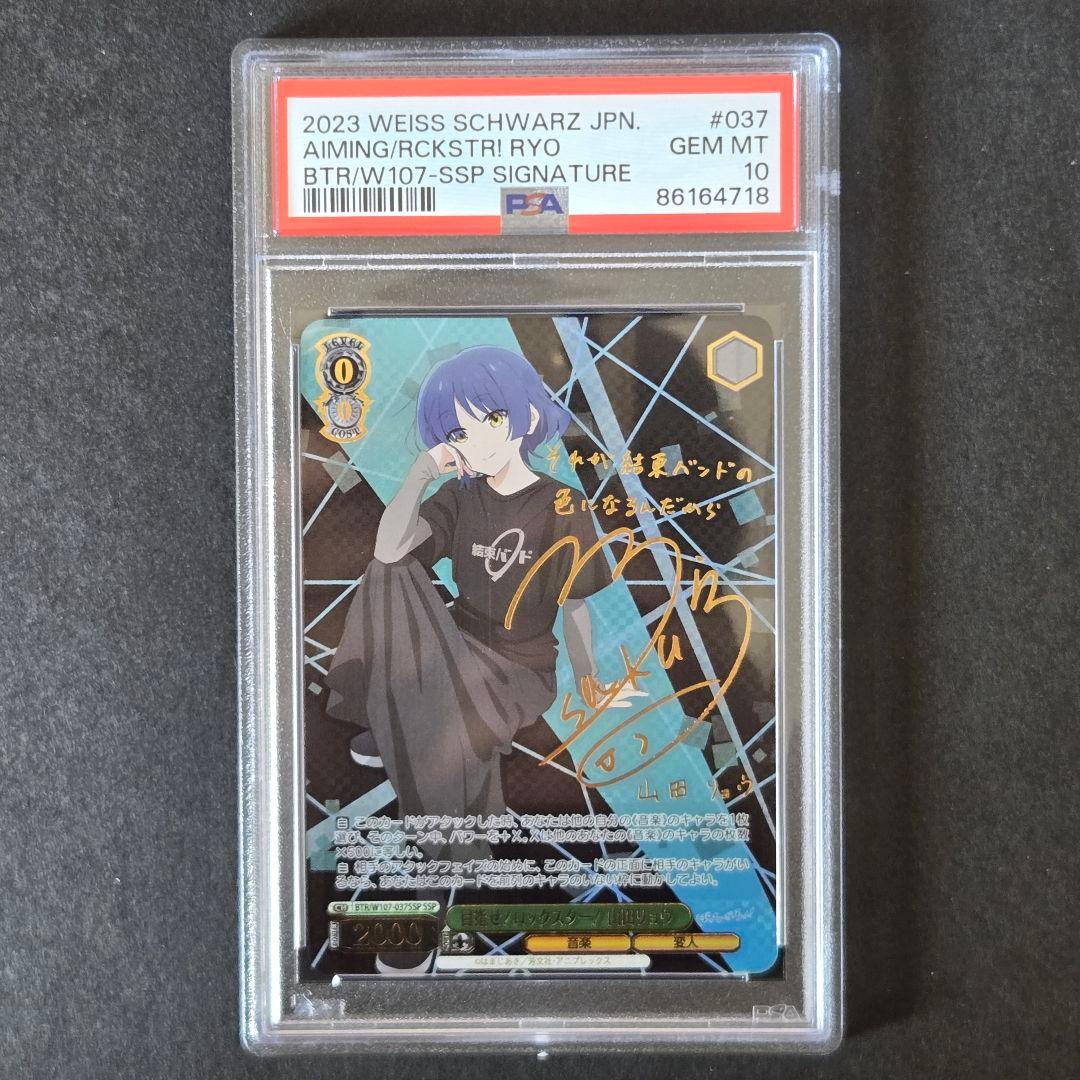 2023 WEISS SCHWARZ JPN. #037
AIMING/RCKSTR! RYO GEM MT
BTR/W107-SSP SIGNATURE 10
PSA 86164718
LEVEL
0
0
COST
それが結束バンドの
色になるんだから
結束バンド
saku
山田リョウ
自 このカードがアタックした時、あなたは他の自分の《音楽》のキャラを1枚
選び、そのターン中、パワーを+X。Xは他のあなたの《音楽》のキャラの枚数
×500に等しい。
自 相手のアタックフェイズの始めに、このカードの正面に相手のキャラがい
るなら、あなたはこのカードを前列のキャラのいない枠に動かしてよい。
CH BTR/W107-037SSP SSP
目指せ!ロックスター! 山田リョウ
2000
音楽 変人
©はまじあき/芳文社・アニプレックス
PSA